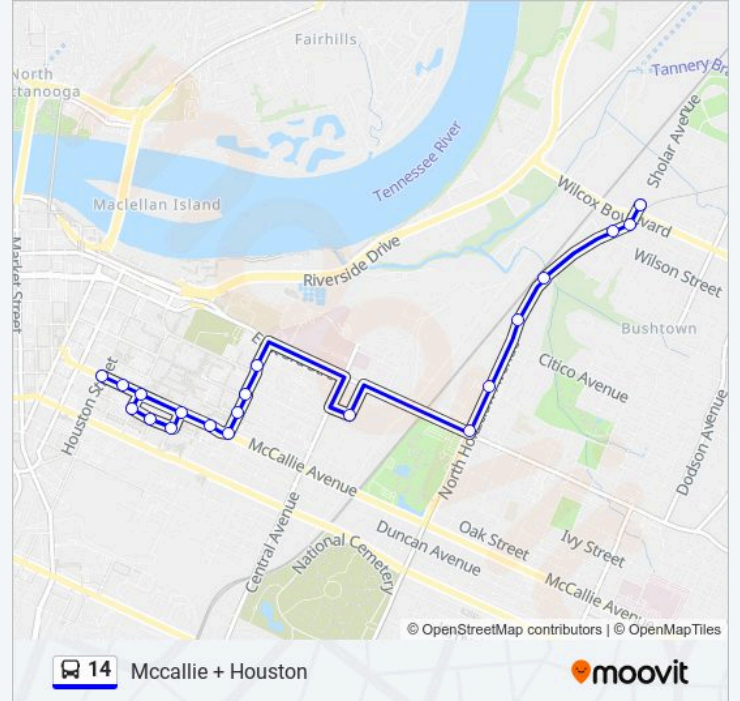 Fairhills
North
ctanooga
Tannery Br
Sholar Avenue
Tennessee River
Maclellan Island
Wilcox Boulevard
Market Street
Riverside Drive
Wilson Street
Bushtown
Citico Avenue
Houston Street
Dodson Avenue
North Ho
McCallie Avenue
Central Avenue
Oak Street
Duncan Avenue
Ivy Street
National Cemetery
McCallie Avenue
© OpenStreetMap contributors | © OpenMapTiles
14 Mccallie + Houston
moovit